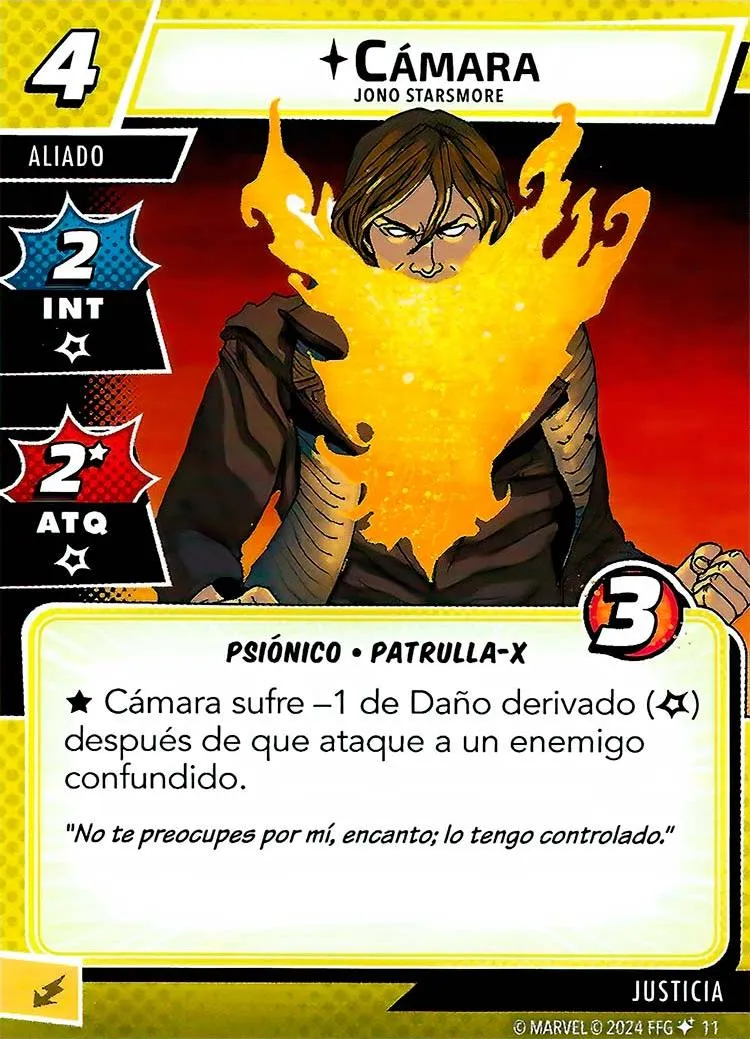 4
CÁMARA
JONO STARSMORE
ALIADO
2
INT
2
ATQ
3
PSIÓNICO • PATRULLA-X
★ Cámara sufre –1 de Daño derivado ( )
después de que ataque a un enemigo
confundido.
"No te preocupes por mí, encanto; lo tengo controlado."
JUSTICIA
© MARVEL © 2024 FFG 11